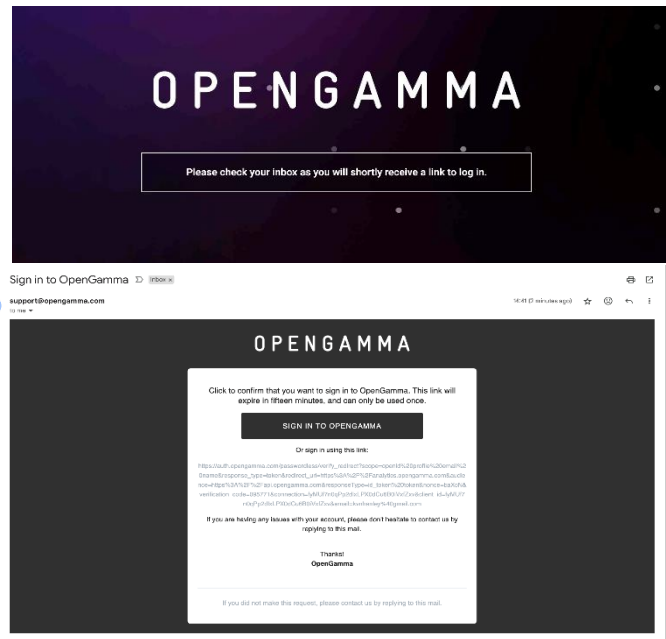 OPENGAMMA
Please check your inbox as you will shortly receive a link to log in.
Sign in to OpenGamma Inbox x
support@opengamma.com 14:41 (0 minutes ago)
to me
OPENGAMMA
Click to confirm that you want to sign in to OpenGamma. This link will
expire in fifteen minutes, and can only be used once.
SIGN IN TO OPENGAMMA
Or sign in using this link:
If you are having any issues with your account, please don't hesitate to contact us by
replying to this mail.
Thanks!
OpenGamma
If you did not make this request, please contact us by replying to this mail.